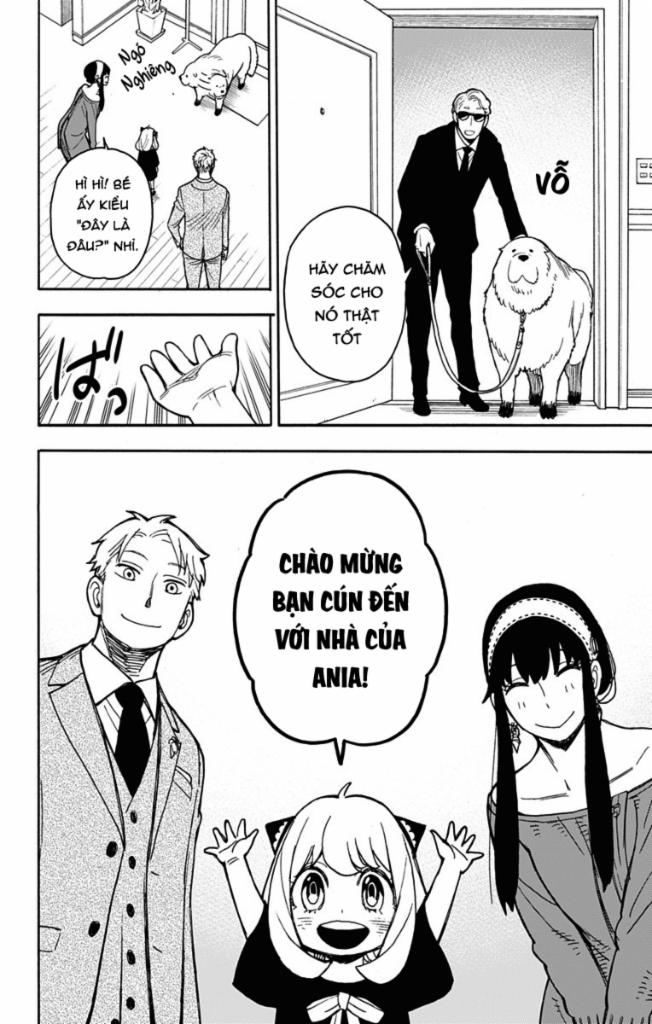 VỖ
HÃY CHĂM
SÓC CHO
NÓ THẬT
TỐT
Ngó
Nghiêng
HÌ HÌ! BÉ
ẤY KIỂU
"ĐÂY LÀ
ĐÂU?" NHỈ.
ばっ
CHÀO MỪNG
BẠN CÚN ĐẾN
VỚI NHÀ CỦA
ANIA!